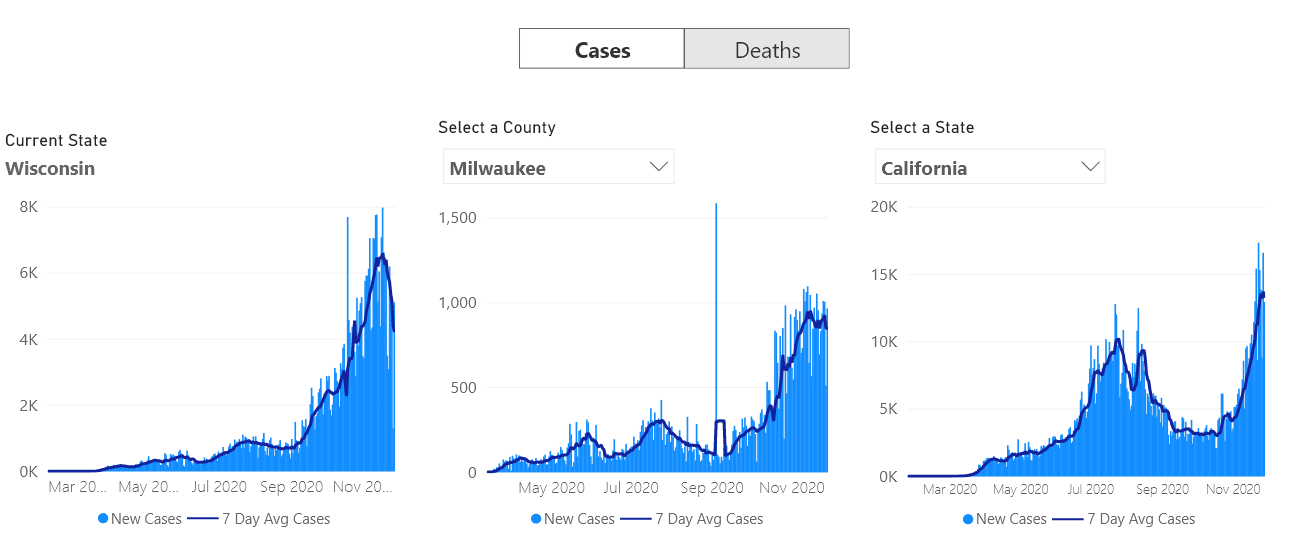 Cases Deaths
Current State
Wisconsin
8K
6K
4K
2K
0K
Mar 20... May 20... Jul 2020 Sep 2020 Nov 20...
New Cases 7 Day Avg Cases
Select a County
Milwaukee
1,500
1,000
500
0
May 2020 Jul 2020 Sep 2020 Nov 2020
New Cases 7 Day Avg Cases
Select a State
California
20K
15K
10K
5K
0K
Mar 2020 May 2020 Jul 2020 Sep 2020 Nov 2020
New Cases 7 Day Avg Cases